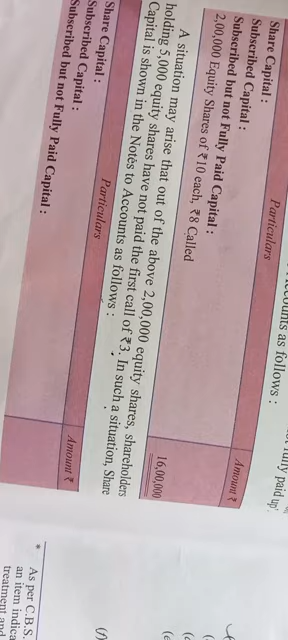 ounts as follows :
fully paid up'.
Particulars
Amount ₹
Share Capital :
Subscribed Capital :
Subscribed but not Fully Paid Capital :
2,00,000 Equity Shares of ₹10 each, ₹8 Called
16,00,000
A situation may arise that out of the above 2,00,000 equity shares, shareholders
holding 5,000 equity shares have not paid the first call of ₹3. In such a situation, Share
Capital is shown in the Notes to Accounts as follows :
Particulars
Amount ₹
Share Capital :
Subscribed Capital :
Subscribed but not Fully Paid Capital :
(f)
* As per C.B.S.
an item indica
treatment and